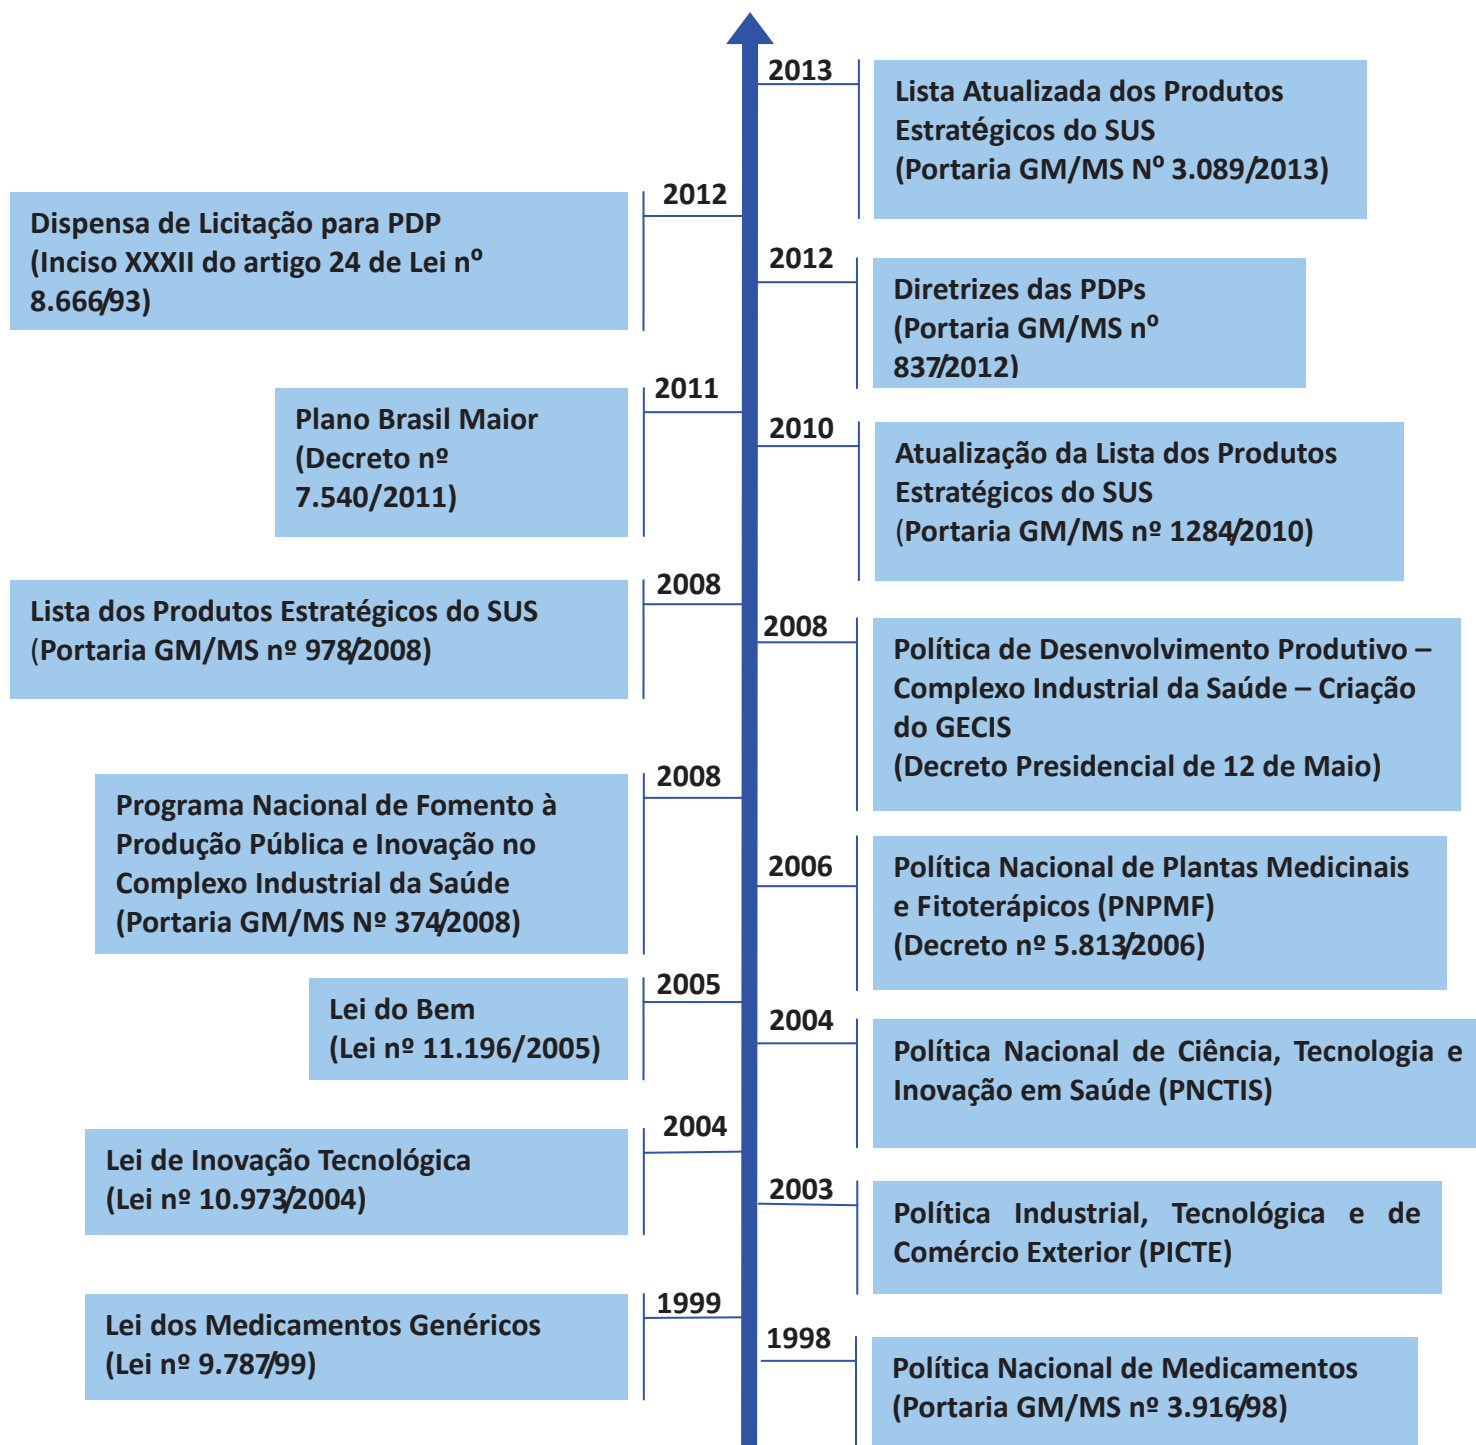 2013
Lista Atualizada dos Produtos
Estratégicos do SUS
(Portaria GM/MS Nº 3.089/2013)
2012
Dispensa de Licitação para PDP
(Inciso XXXII do artigo 24 de Lei nº
8.666/93)
2012
Diretrizes das PDPs
(Portaria GM/MS nº
837/2012)
2011
Plano Brasil Maior
(Decreto nº
7.540/2011)
2010
Atualização da Lista dos Produtos
Estratégicos do SUS
(Portaria GM/MS nº 1284/2010)
2008
Lista dos Produtos Estratégicos do SUS
(Portaria GM/MS nº 978/2008)
2008
Política de Desenvolvimento Produtivo –
Complexo Industrial da Saúde – Criação
do GECIS
(Decreto Presidencial de 12 de Maio)
2008
Programa Nacional de Fomento à
Produção Pública e Inovação no
Complexo Industrial da Saúde
(Portaria GM/MS Nº 374/2008)
2006
Política Nacional de Plantas Medicinais
e Fitoterápicos (PNPMF)
(Decreto nº 5.813/2006)
2005
Lei do Bem
(Lei nº 11.196/2005)
2004
Política Nacional de Ciência, Tecnologia e
Inovação em Saúde (PNCTIS)
2004
Lei de Inovação Tecnológica
(Lei nº 10.973/2004)
2003
Política Industrial, Tecnológica e de
Comércio Exterior (PICTE)
1999
Lei dos Medicamentos Genéricos
(Lei nº 9.787/99)
1998
Política Nacional de Medicamentos
(Portaria GM/MS nº 3.916/98)